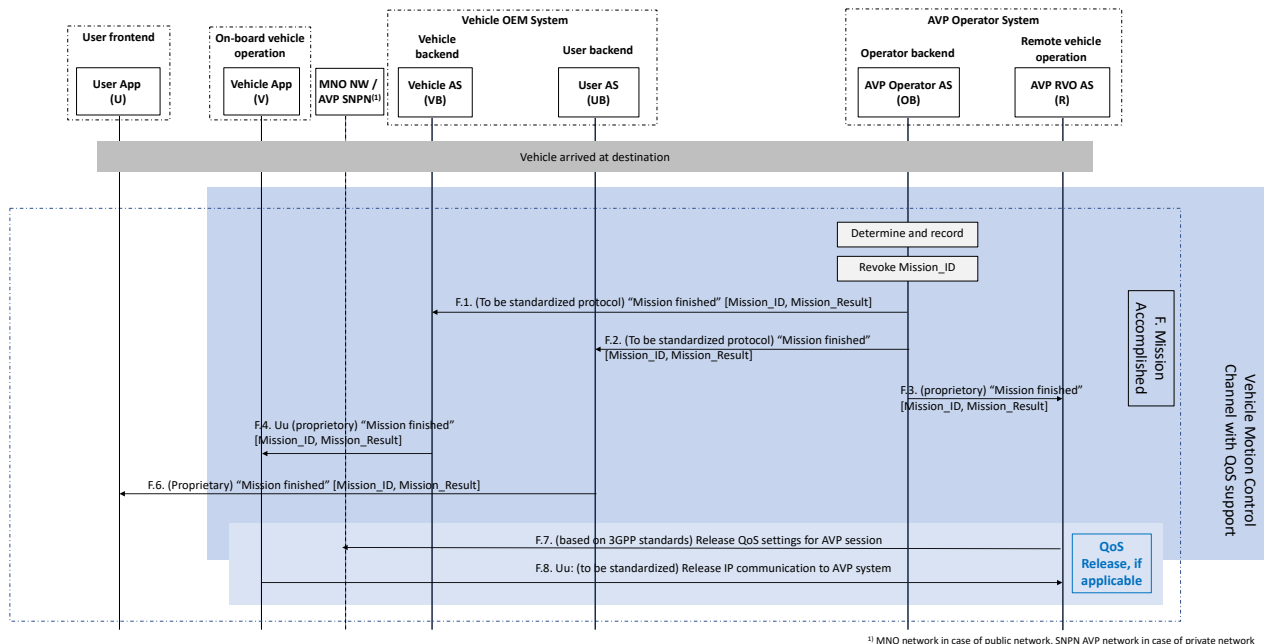 Vehicle OEM System
AVP Operator System
User frontend
On-board vehicle
operation
Vehicle
backend
User backend
Operator backend
Remote vehicle
operation
User App
(U)
Vehicle App
(V)
MNO NW /
AVP SNPN(1)
Vehicle AS
(VB)
User AS
(UB)
AVP Operator AS
(OB)
AVP RVO AS
(R)
Vehicle arrived at destination
Determine and record
Revoke Mission_ID
F.1. (To be standardized protocol) “Mission finished” [Mission_ID, Mission_Result]
F.2. (To be standardized protocol) “Mission finished”
[Mission_ID, Mission_Result]
F.3. (proprietory) “Mission finished”
[Mission_ID, Mission_Result]
F.4. Uu (proprietory) “Mission finished”
[Mission_ID, Mission_Result]
F.6. (Proprietary) “Mission finished” [Mission_ID, Mission_Result]
F. Mission
Accomplished
Vehicle Motion Control
Channel with QoS support
F.7. (based on 3GPP standards) Release QoS settings for AVP session
F.8. Uu: (to be standardized) Release IP communication to AVP system
QoS
Release, if
applicable
1) MNO network in case of public network, SNPN AVP network in case of private network